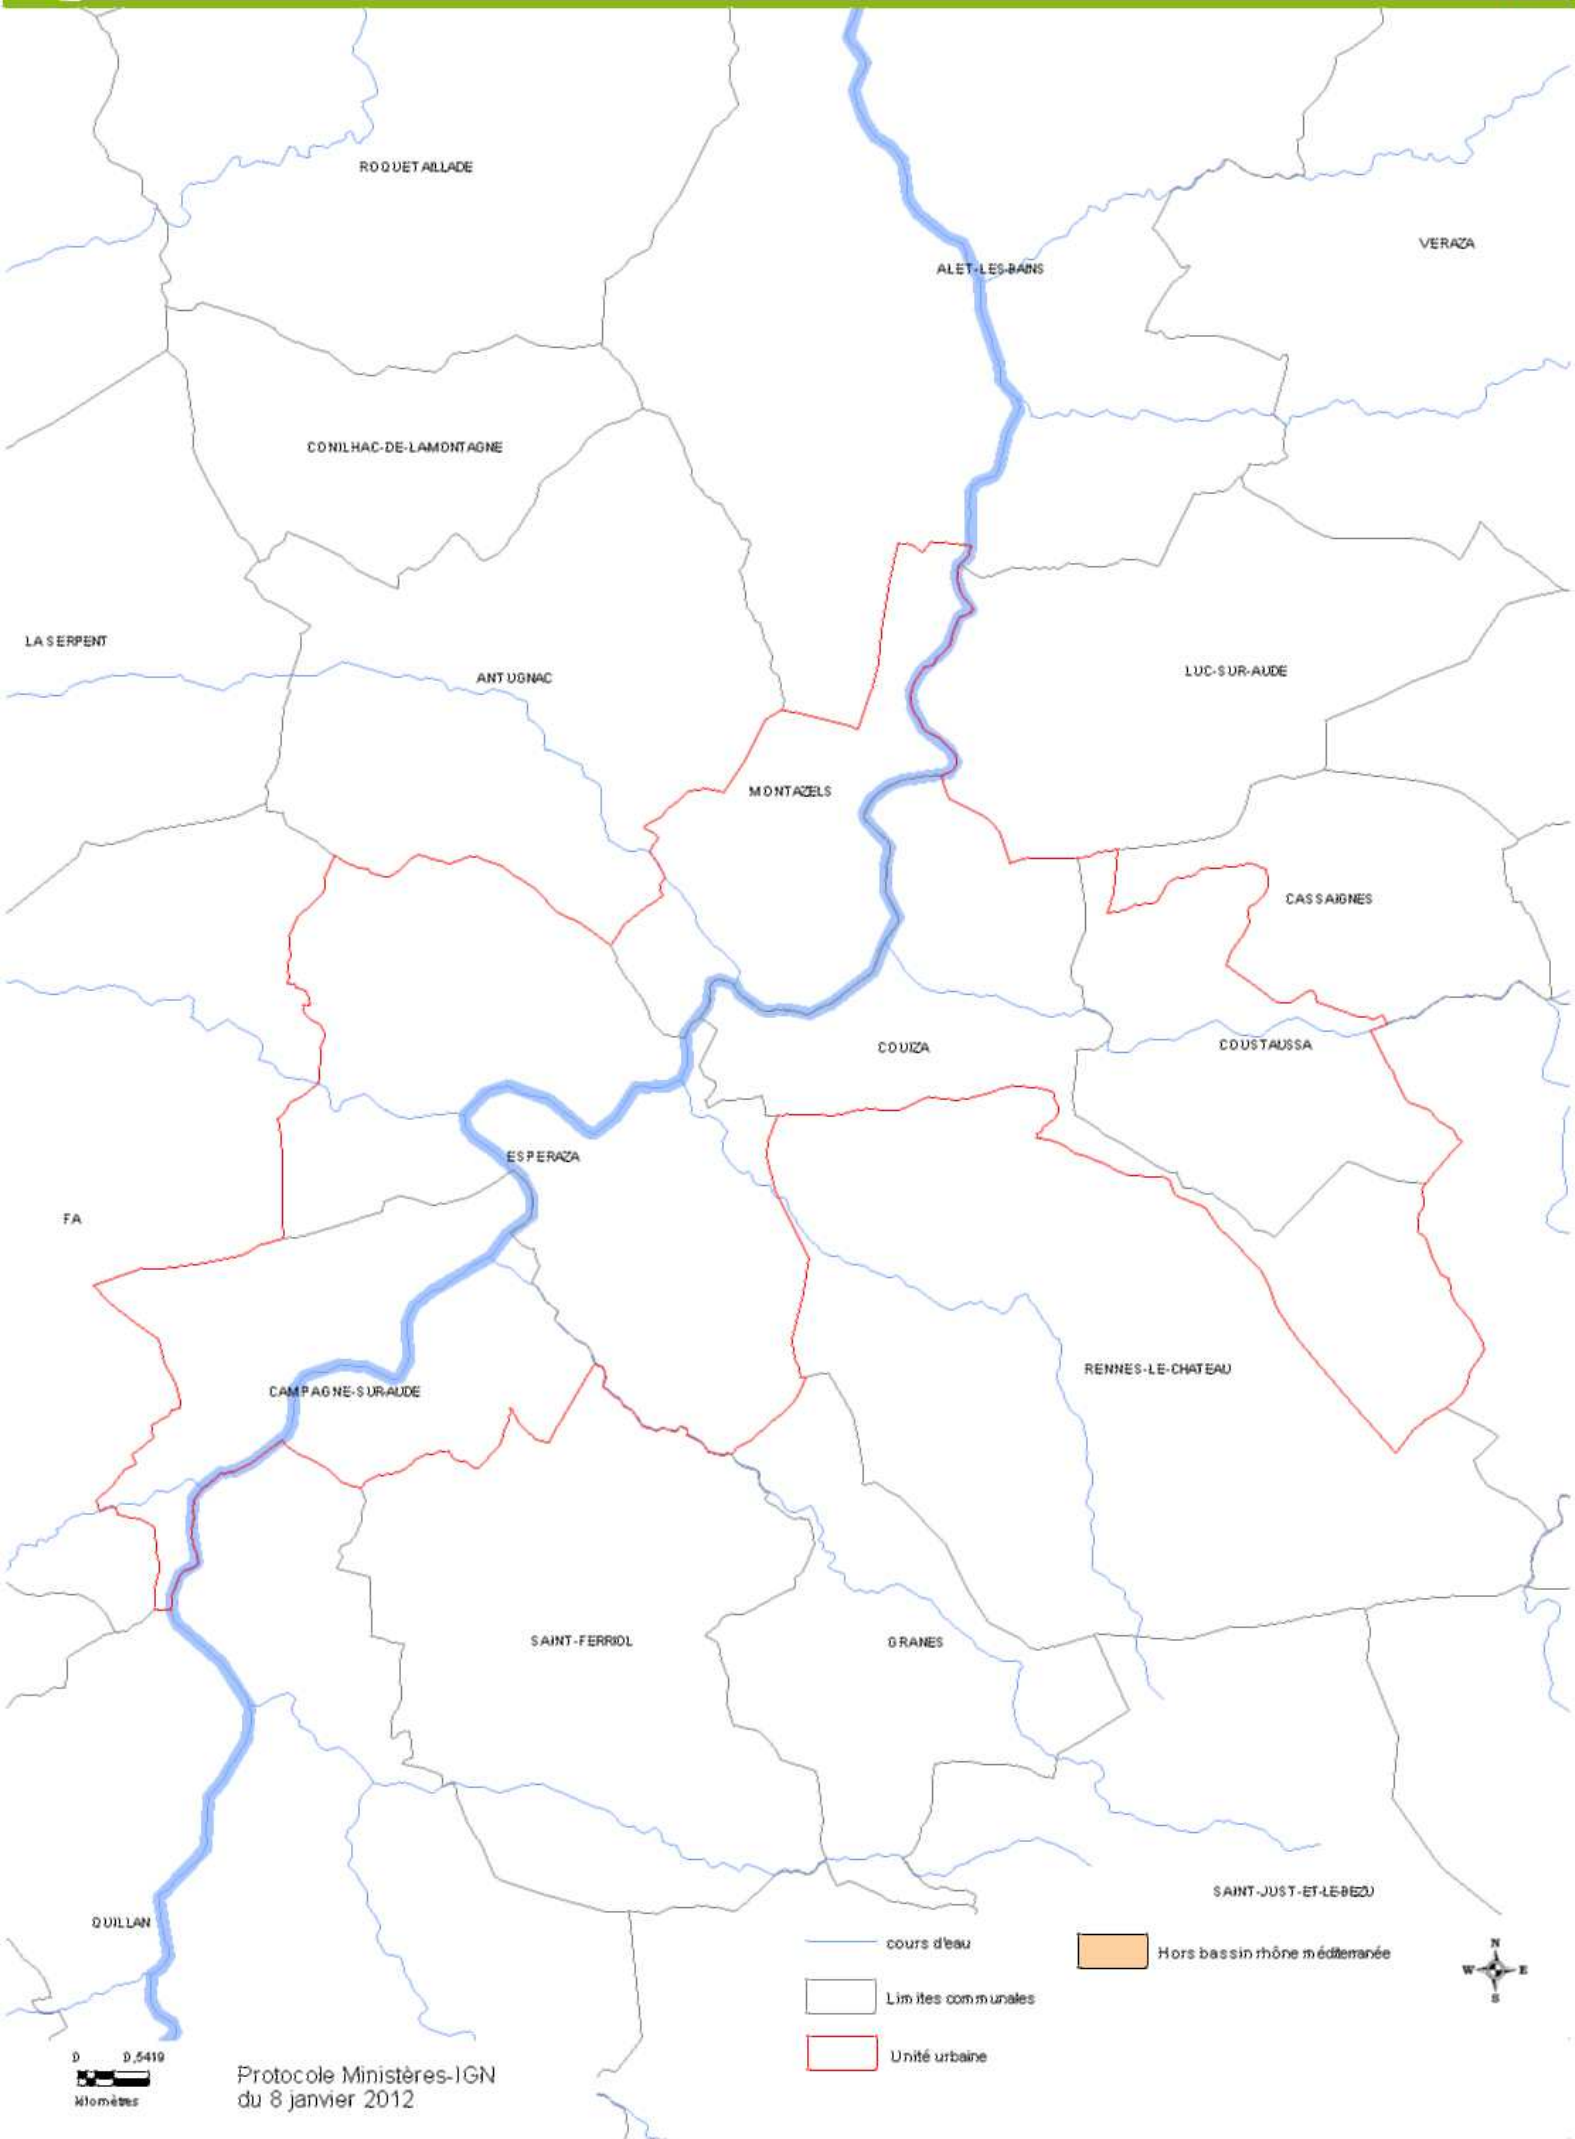 ROQUETAILLADE
VERAZA
ALET-LES-BAINS
CONILHAC-DE-LAMONTAGNE
LA SERPENT
ANTUGNAC
LUC-SUR-AUDE
MONTAZELS
CASSAIGNES
COUIZA
COUSTAUSSA
ESPERAZA
FA
RENNES-LE-CHATEAU
CAMPAGNE-SUR-AUDE
SAINT-FERRIOL
GRANES
SAINT-JUST-ET-LE-BEZU
QUILLAN
cours d'eau
Hors bassin rhône méditerranée
Limites communales
Unité urbaine
N
W E
S
0 0,5419
kilomètres
Protocole Ministères-IGN
du 8 janvier 2012